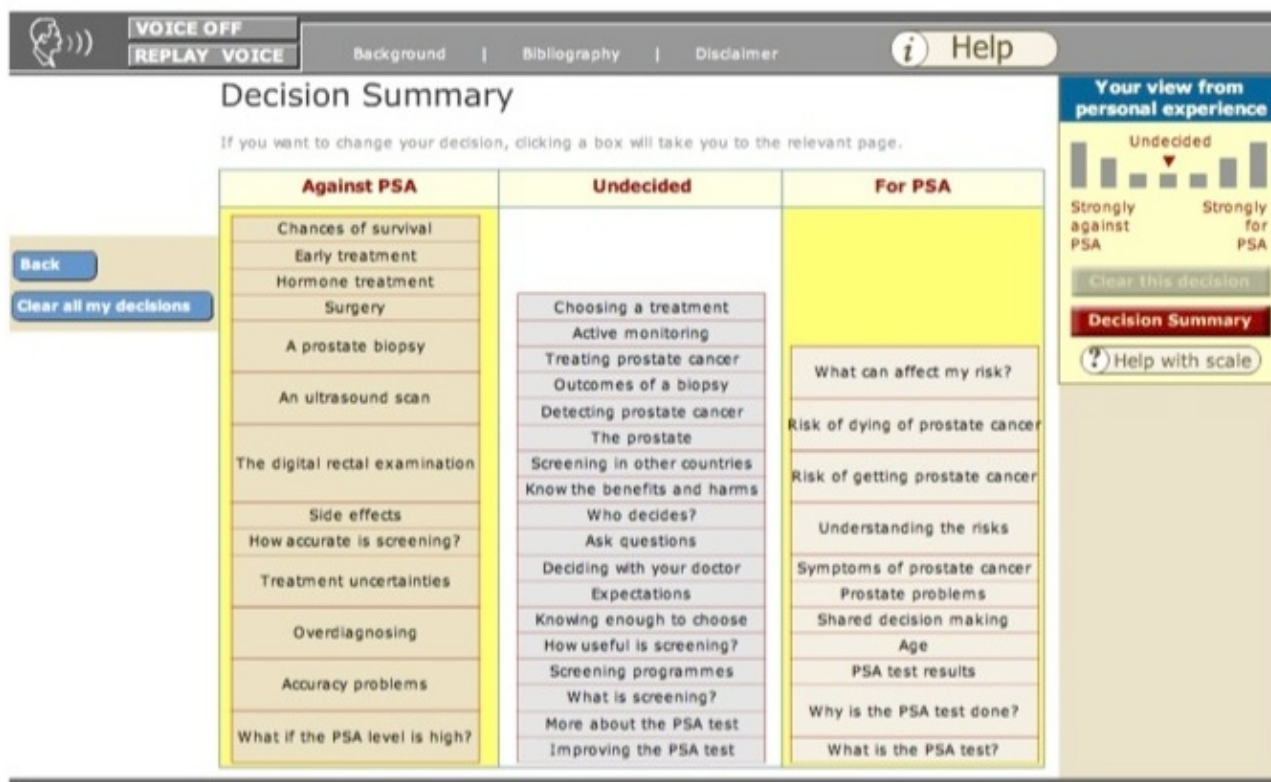 VOICE OFF
REPLAY VOICE
Background | Bibliography | Disclaimer
i Help
Decision Summary
If you want to change your decision, clicking a box will take you to the relevant page.
Back
Clear all my decisions
Against PSA
Chances of survival
Early treatment
Hormone treatment
Surgery
A prostate biopsy
An ultrasound scan
The digital rectal examination
Side effects
How accurate is screening?
Treatment uncertainties
Overdiagnosing
Accuracy problems
What if the PSA level is high?
Undecided
Choosing a treatment
Active monitoring
Treating prostate cancer
Outcomes of a biopsy
Detecting prostate cancer
The prostate
Screening in other countries
Know the benefits and harms
Who decides?
Ask questions
Deciding with your doctor
Expectations
Knowing enough to choose
How useful is screening?
Screening programmes
What is screening?
More about the PSA test
Improving the PSA test
For PSA
What can affect my risk?
Risk of dying of prostate cancer
Risk of getting prostate cancer
Understanding the risks
Symptoms of prostate cancer
Prostate problems
Shared decision making
Age
PSA test results
Why is the PSA test done?
What is the PSA test?
Your view from
personal experience
Undecided
Strongly
against
PSA
Strongly
for
PSA
Clear this decision
Decision Summary
? Help with scale